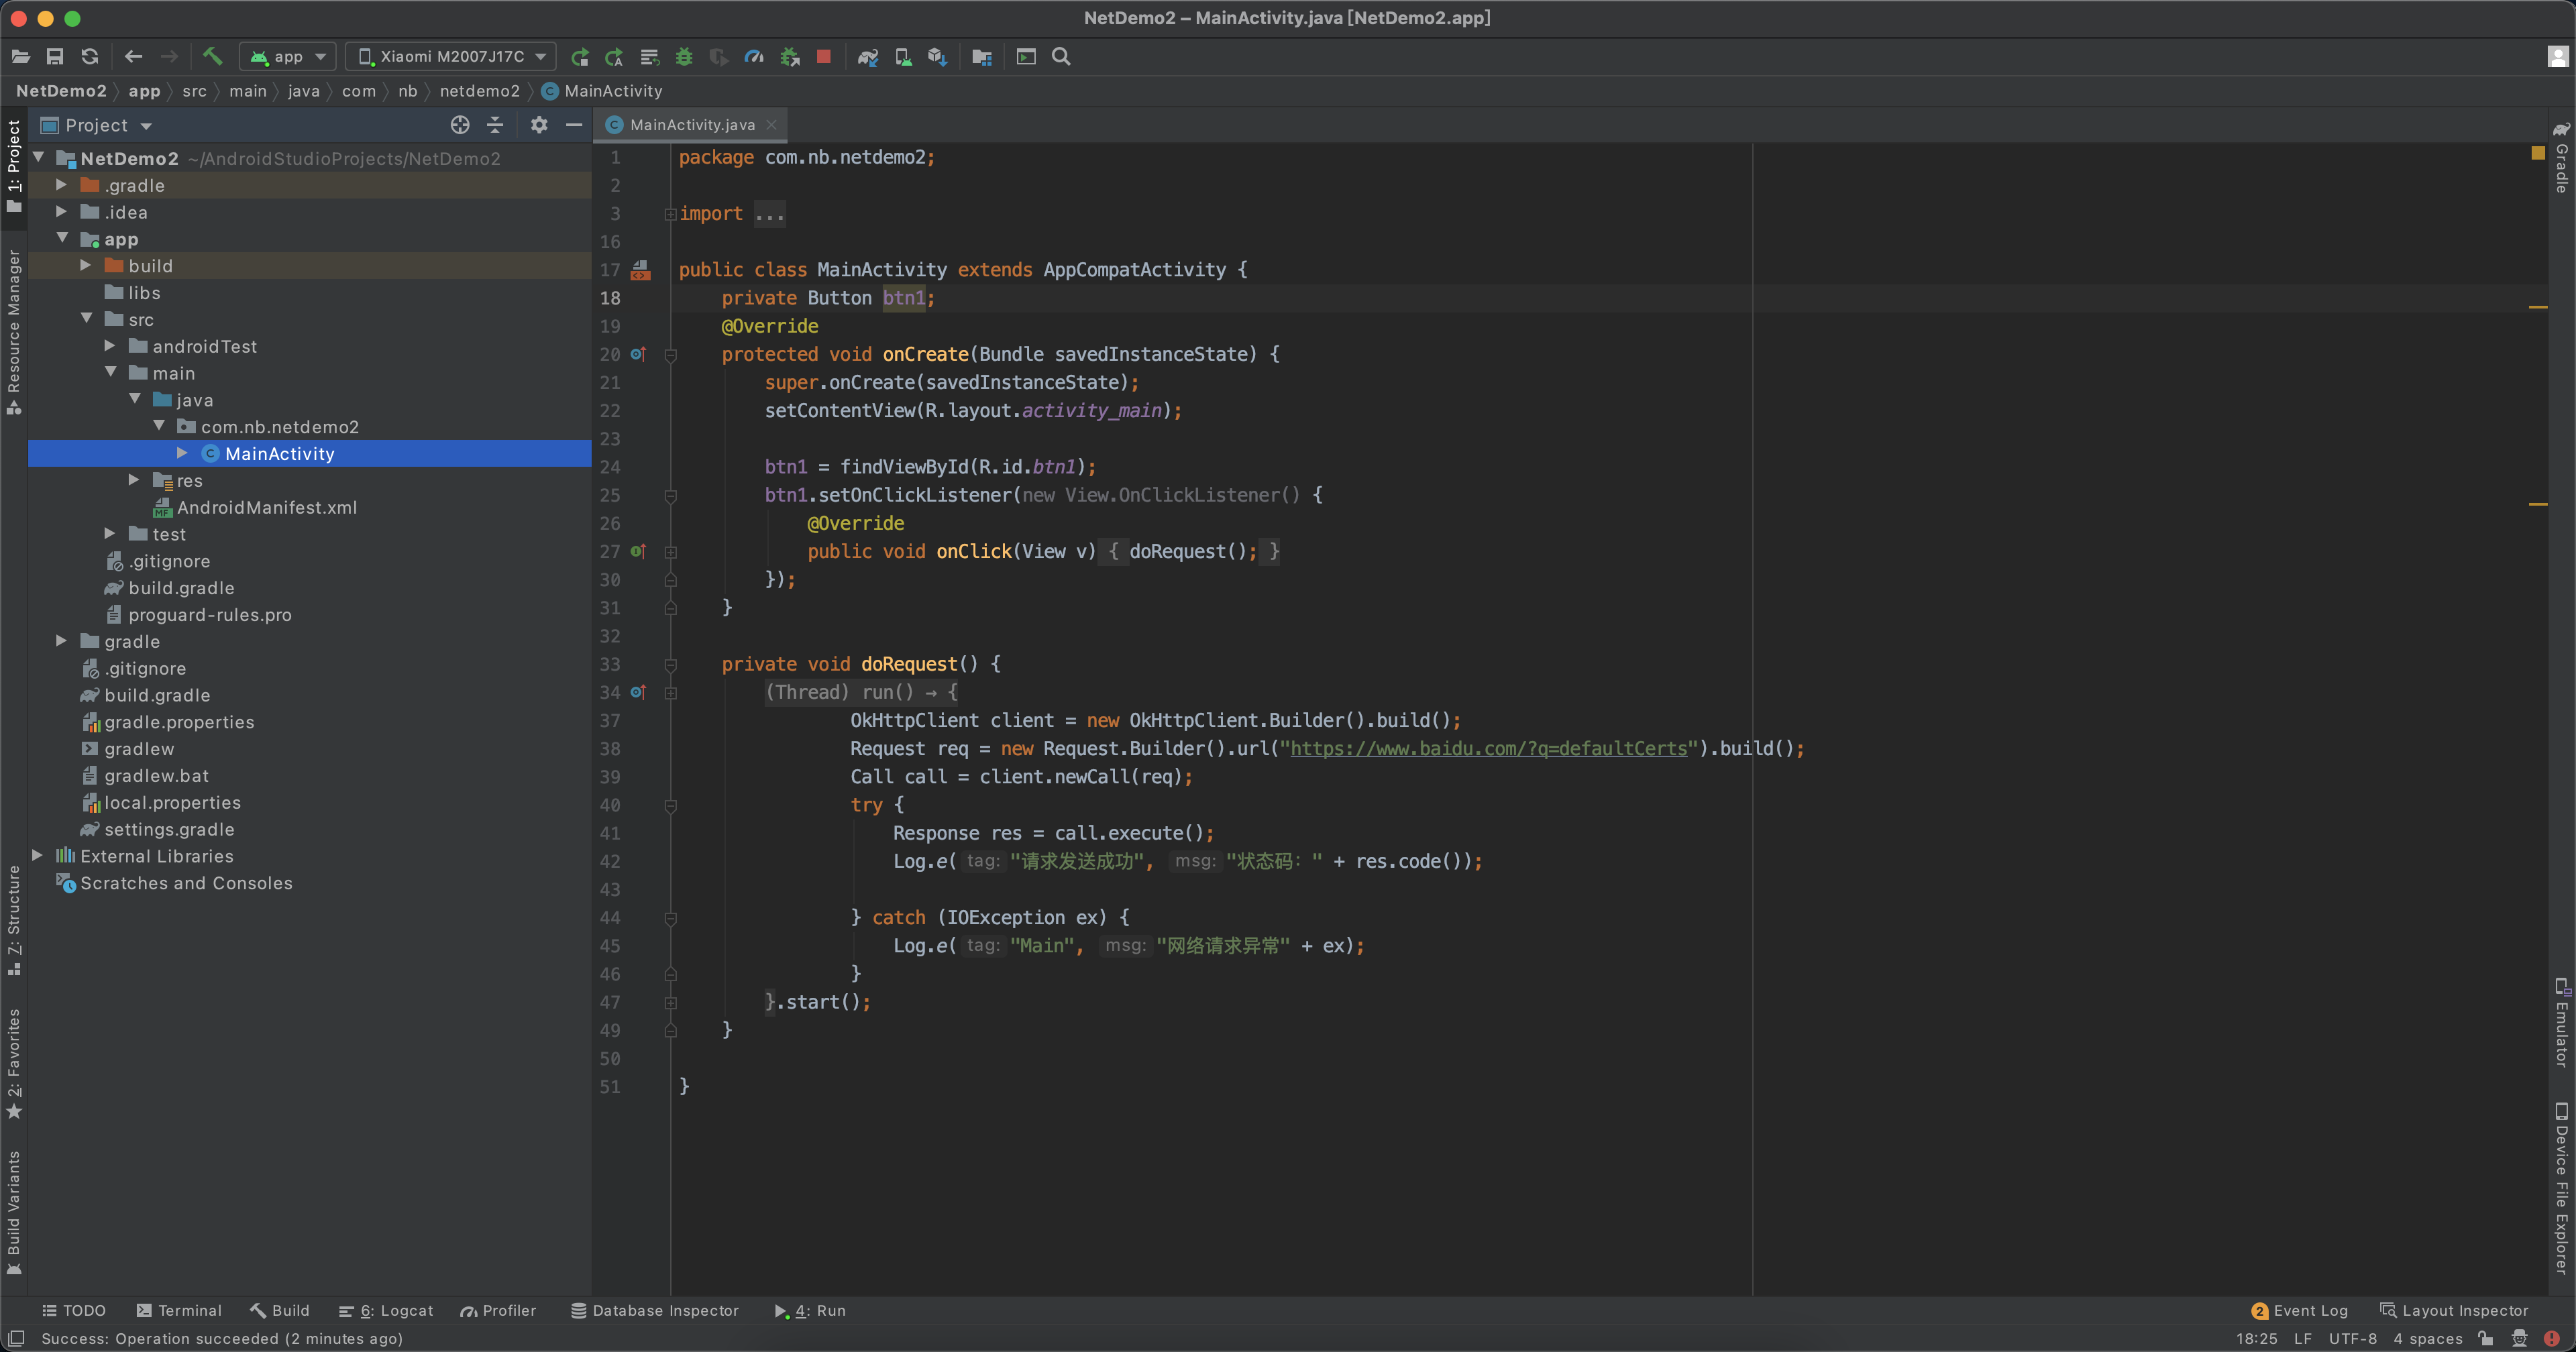 NetDemo2 – MainActivity.java [NetDemo2.app]
app
Xiaomi M2007J17C
NetDemo2 app src main java com nb netdemo2 MainActivity
Project
MainActivity.java
1: Project
Resource Manager
Z: Structure
2: Favorites
Build Variants
NetDemo2 ~/AndroidStudioProjects/NetDemo2
.gradle
.idea
app
build
libs
src
androidTest
main
java
com.nb.netdemo2
MainActivity
res
AndroidManifest.xml
test
.gitignore
build.gradle
proguard-rules.pro
gradle
.gitignore
build.gradle
gradle.properties
gradlew
gradlew.bat
local.properties
settings.gradle
External Libraries
Scratches and Consoles
1 package com.nb.netdemo2;
2
3 import ...
16
17 public class MainActivity extends AppCompatActivity {
18 private Button btn1;
19 @Override
20 protected void onCreate(Bundle savedInstanceState) {
21 super.onCreate(savedInstanceState);
22 setContentView(R.layout.activity_main);
23
24 btn1 = findViewById(R.id.btn1);
25 btn1.setOnClickListener(new View.OnClickListener() {
26 @Override
27 public void onClick(View v) { doRequest(); }
30 });
31 }
32
33 private void doRequest() {
34 (Thread) run() → {
37 OkHttpClient client = new OkHttpClient.Builder().build();
38 Request req = new Request.Builder().url("https://www.baidu.com/?q=defaultCerts").build();
39 Call call = client.newCall(req);
40 try {
41 Response res = call.execute();
42 Log.e( tag: "请求发送成功", msg: "状态码：" + res.code());
43
44 } catch (IOException ex) {
45 Log.e( tag: "Main", msg: "网络请求异常" + ex);
46 }
47 }.start();
49 }
50
51 }
Gradle
Emulator
Device File Explorer
TODO Terminal Build 6: Logcat Profiler Database Inspector 4: Run 2 Event Log Layout Inspector
Success: Operation succeeded (2 minutes ago) 18:25 LF UTF-8 4 spaces